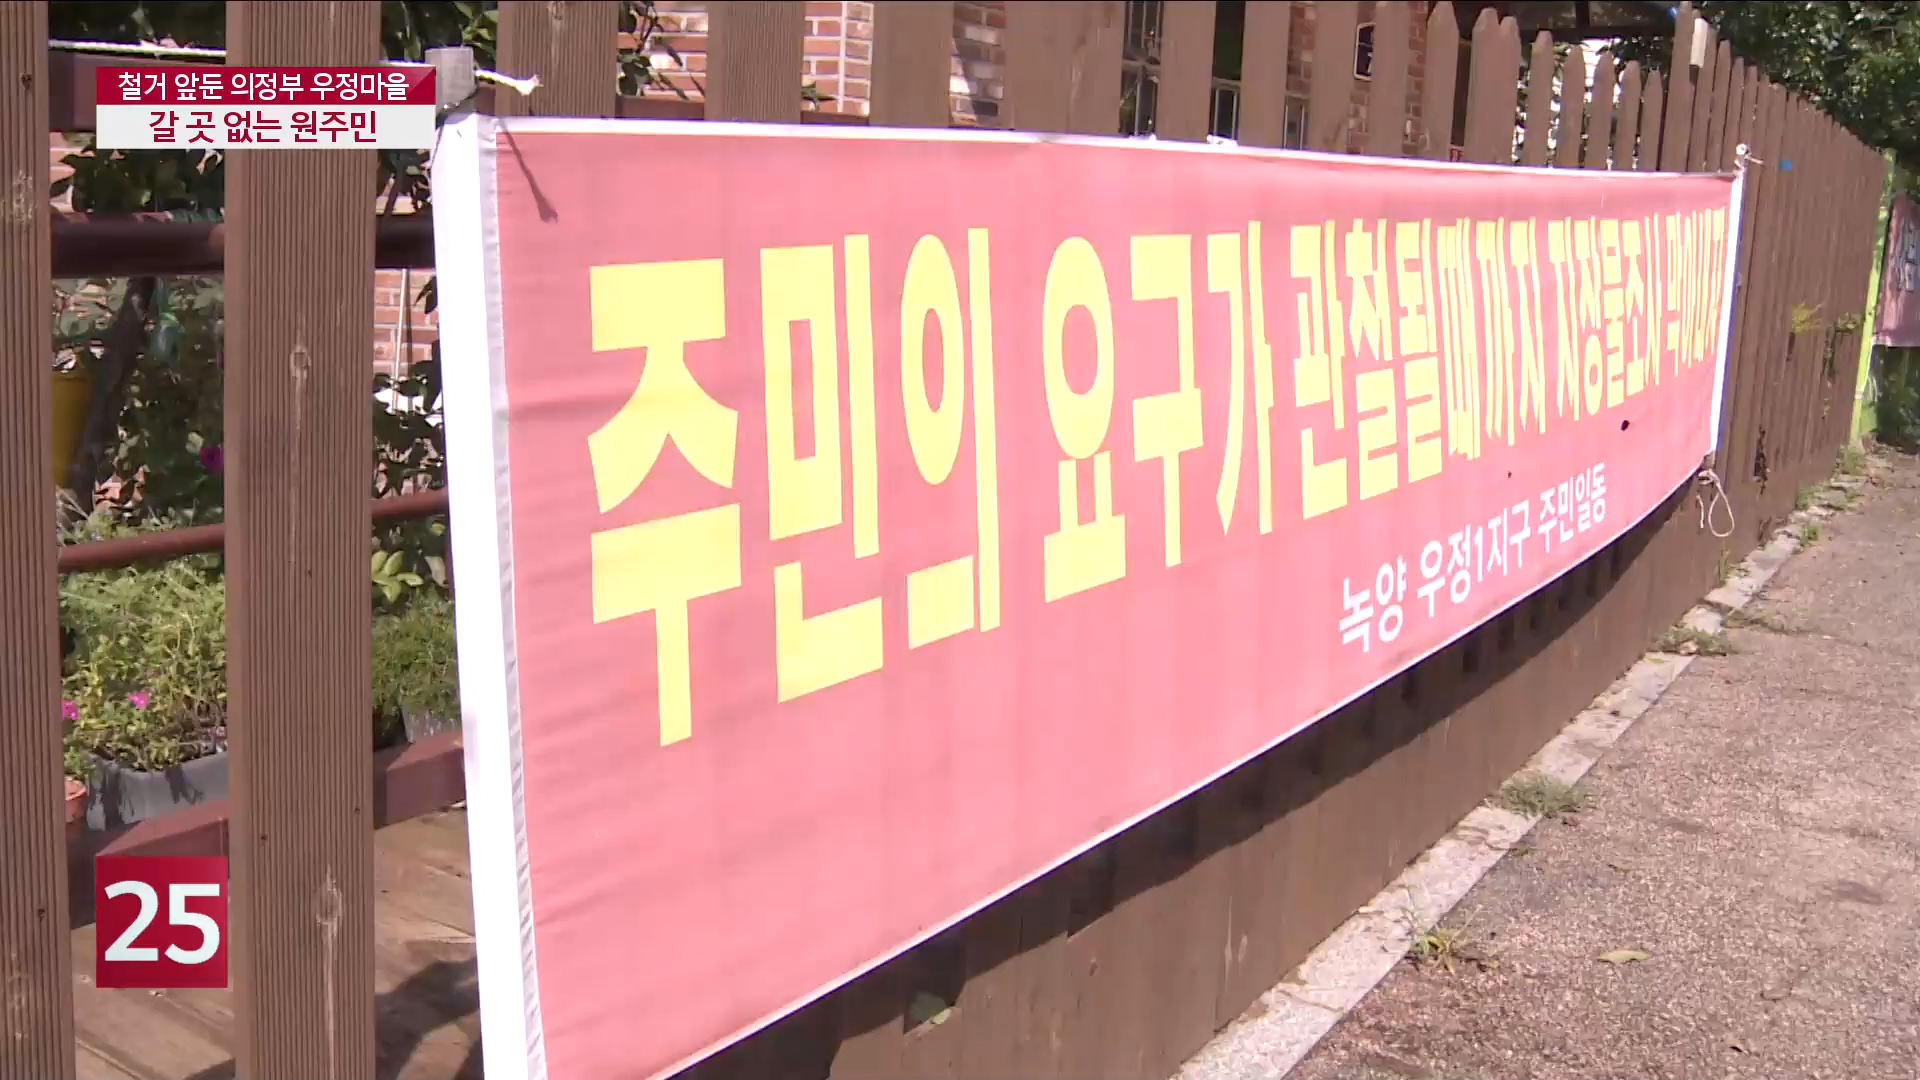 철거 앞둔 의정부 우정마을
갈 곳 없는 원주민
주민의 요구가 관철될때까지 지장물조사 막아내자
녹양 우정1지구 주민일동
25